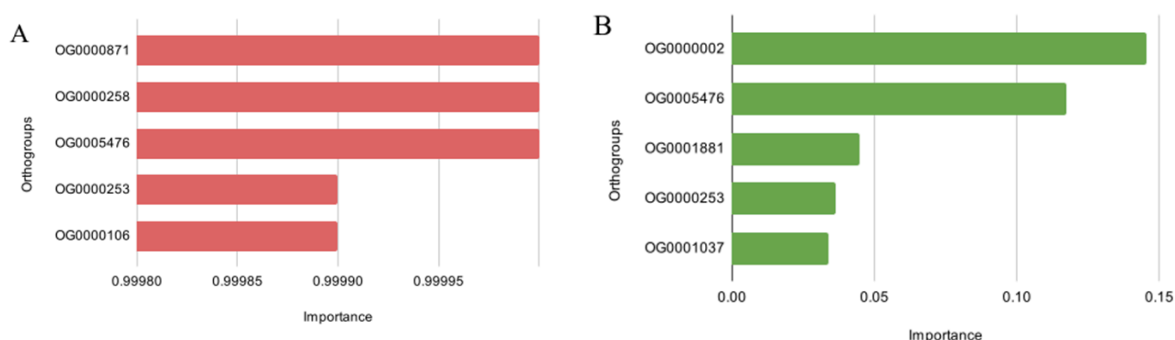 A
OG0000871
OG0000258
OG0005476
OG0000253
OG0000106
Orthogroups
0.99980 0.99985 0.99990 0.99995
Importance
B
OG0000002
OG0005476
OG0001881
OG0000253
OG0001037
Orthogroups
0.00 0.05 0.10 0.15
Importance